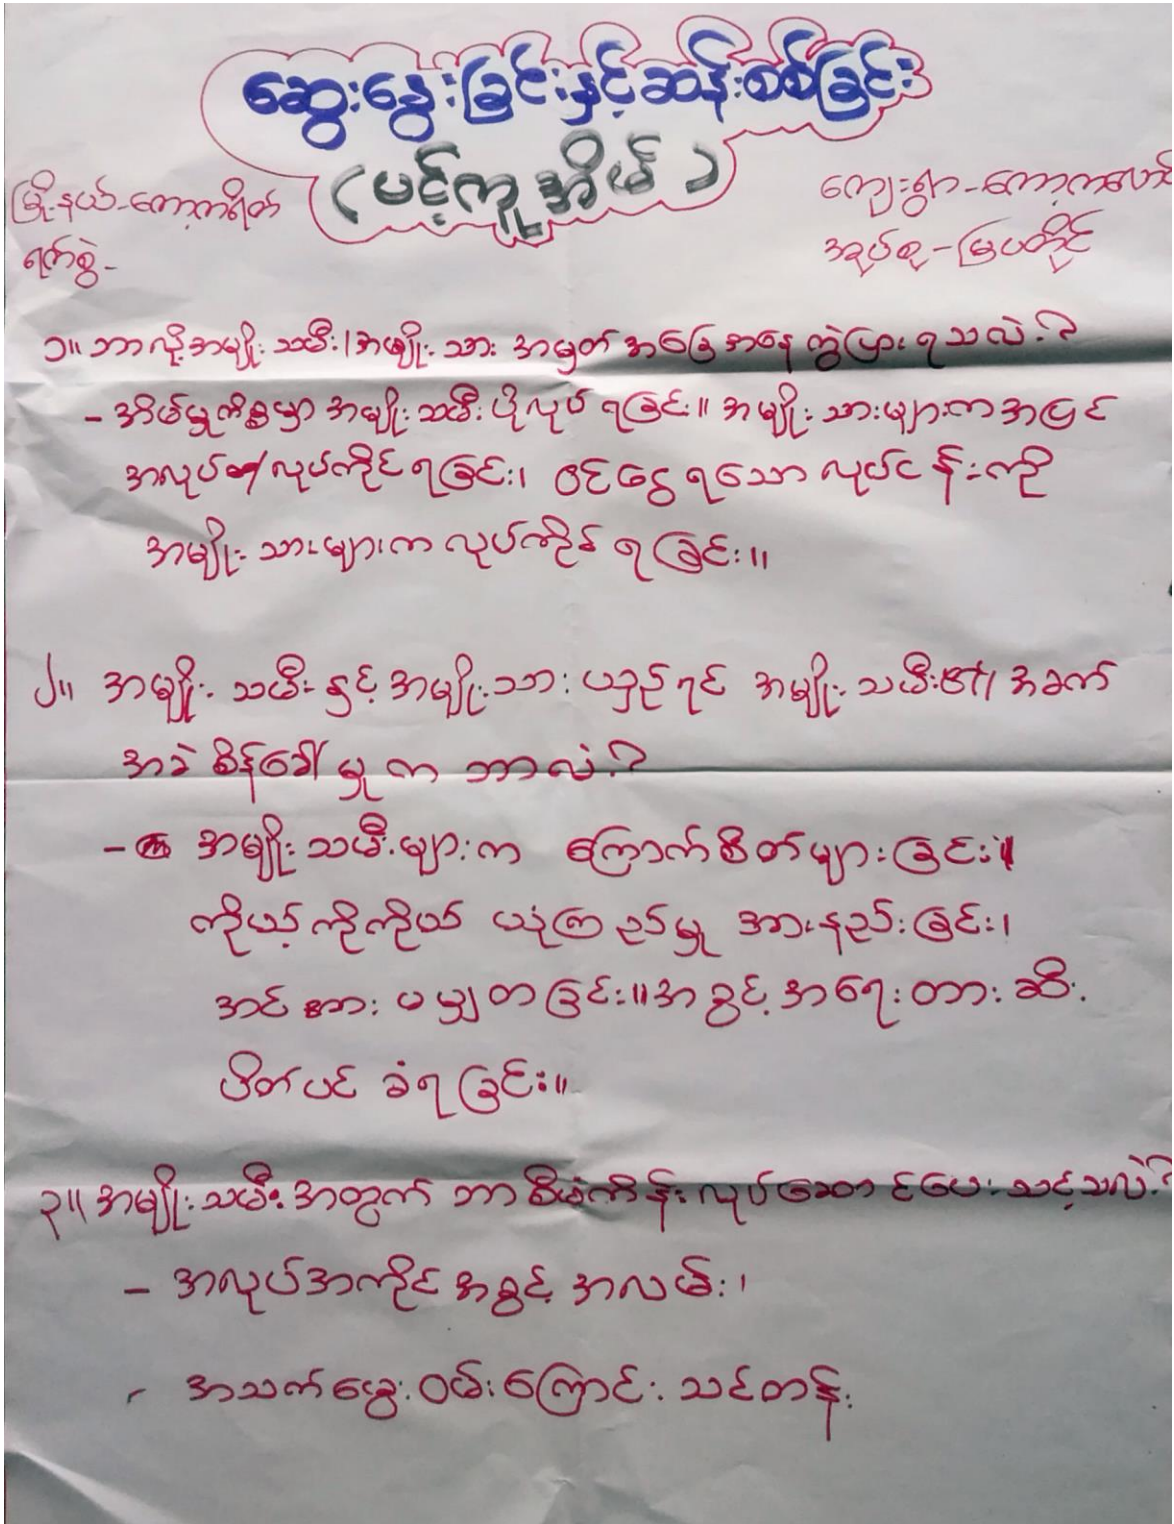 ဆွေးနွေးခြင်းနှင့်ဆန်းစစ်ခြင်း
(မင့်ကူအိမ်)
မြို့နယ်-ကော့ကရိတ်
ကျေးရွာ-ကော့ကပေါက်
ရက်စွဲ-
အုပ်စု-မြပတိုင်
၁။ ဘာလို့အမျိုးသမီး/အမျိုးသား အမှတ် အခြေအနေ ကွဲပြားရသလဲ.?
- အိမ်မှုကိစ္စမှာ အမျိုးသမီး ပိုလုပ်ရခြင်း။ အမျိုးသားများက အပြင်
အလုပ် လုပ်ကိုင်ရခြင်း၊ ဝင်ငွေရသော လုပ်ငန်းကို
အမျိုးသားများက လုပ်ကိုင်ရခြင်း။
၂။ အမျိုးသမီးနှင့်အမျိုးသား ယှဉ်ရင် အမျိုးသမီး၏ အခက်
အခဲ စိန်ခေါ်မှုက ဘာလဲ.?
- အမျိုးသမီးများက ကြောက်စိတ်များခြင်း။
ကိုယ့်ကိုကိုယ် ယုံကြည်မှု အားနည်းခြင်း၊
အင်အား မမျှတခြင်း။အခွင့်အရေးတားဆီး
ပိတ်ပင် ခံရခြင်း။
၃။ အမျိုးသမီးအတွက် ဘာစီမံကိန်းလုပ်ဆောင်ပေးသင့်သလဲ.?
- အလုပ်အကိုင်အခွင့်အလမ်း၊
- အသက်မွေးဝမ်းကြောင်း သင်တန်း